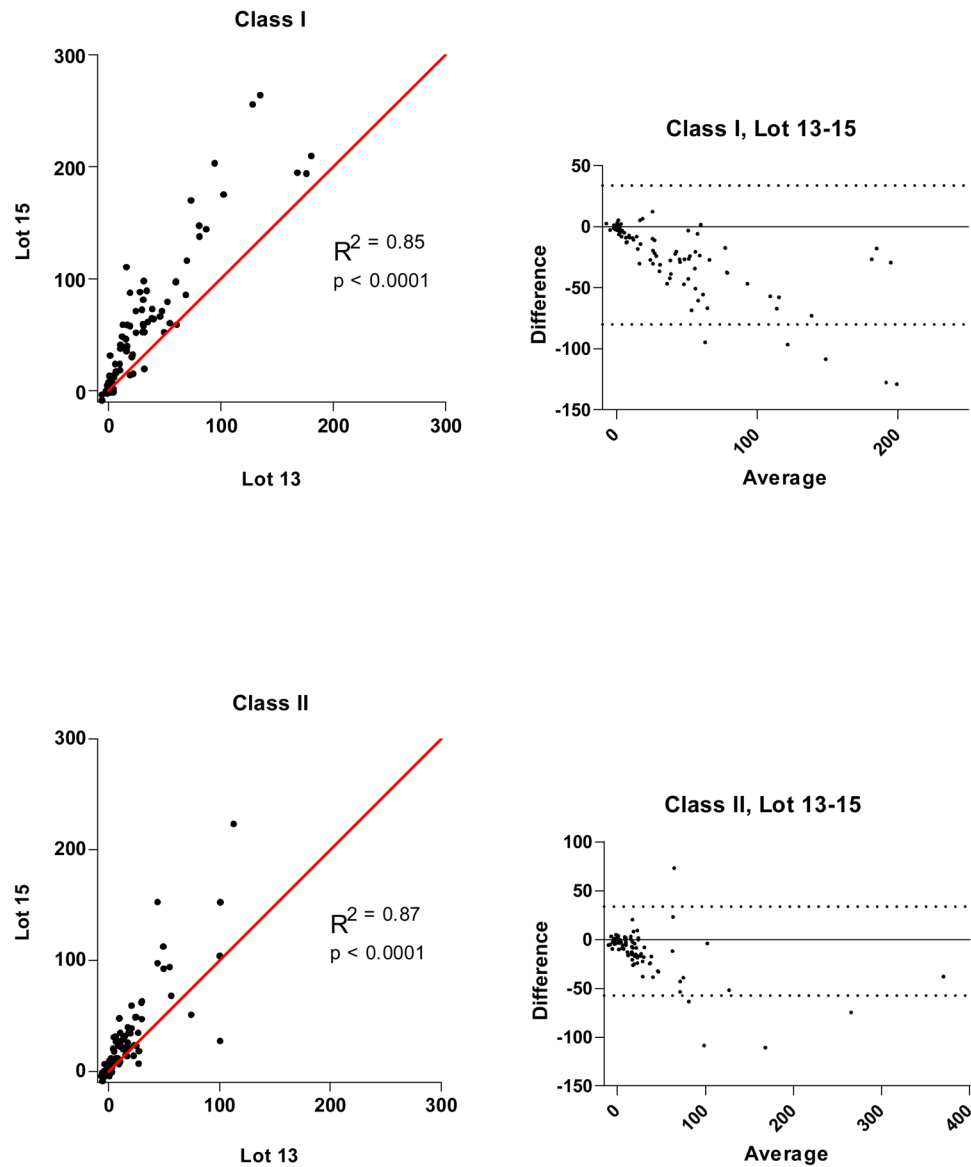 Class I
300
200
100
0
Lot 15
0
100
200
300
Lot 13
R2 = 0.85
p < 0.0001
Class I, Lot 13-15
50
0
-50
-100
-150
Difference
0
100
200
Average
Class II
300
200
100
0
Lot 15
0
100
200
300
Lot 13
R2 = 0.87
p < 0.0001
Class II, Lot 13-15
100
50
0
-50
-100
-150
Difference
0
100
200
300
400
Average